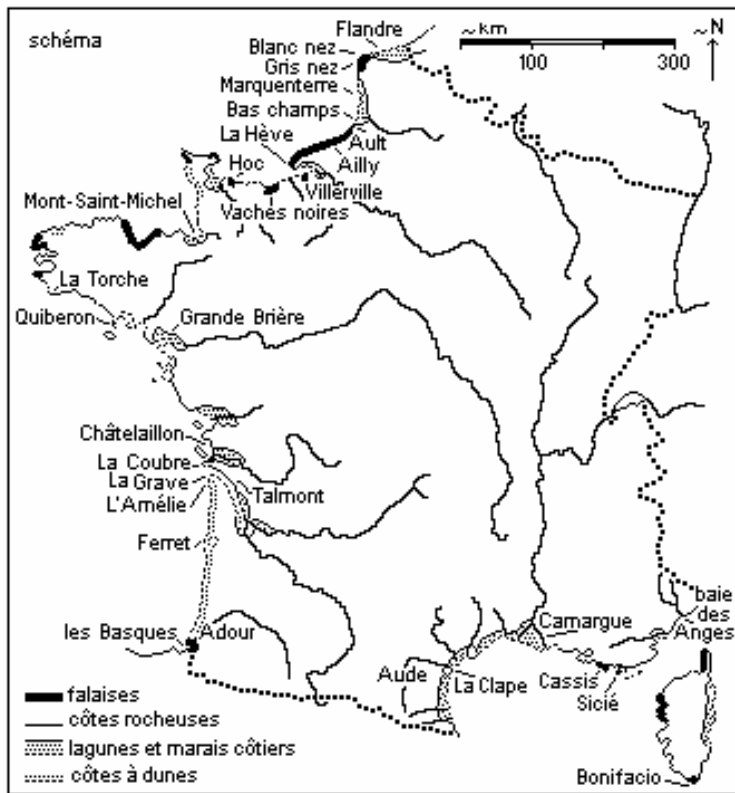 schéma
Flandre
~km
~N
Blanc nez
100
300
Gris nez
Marquenterre
Bas champs
La Hève
Ault
Hoc
Ailly
Mont-Saint-Michel
Villerville
Vaches noires
La Torche
Quiberon
Grande Brière
Châtelaillon
La Coubre
La Grave
Talmont
L'Amélie
Ferret
baie
des
Anges
Camargue
les Basques
Adour
Aude
La Clape
Cassis
Sicié
falaises
côtes rocheuses
lagunes et marais côtiers
côtes à dunes
Bonifacio